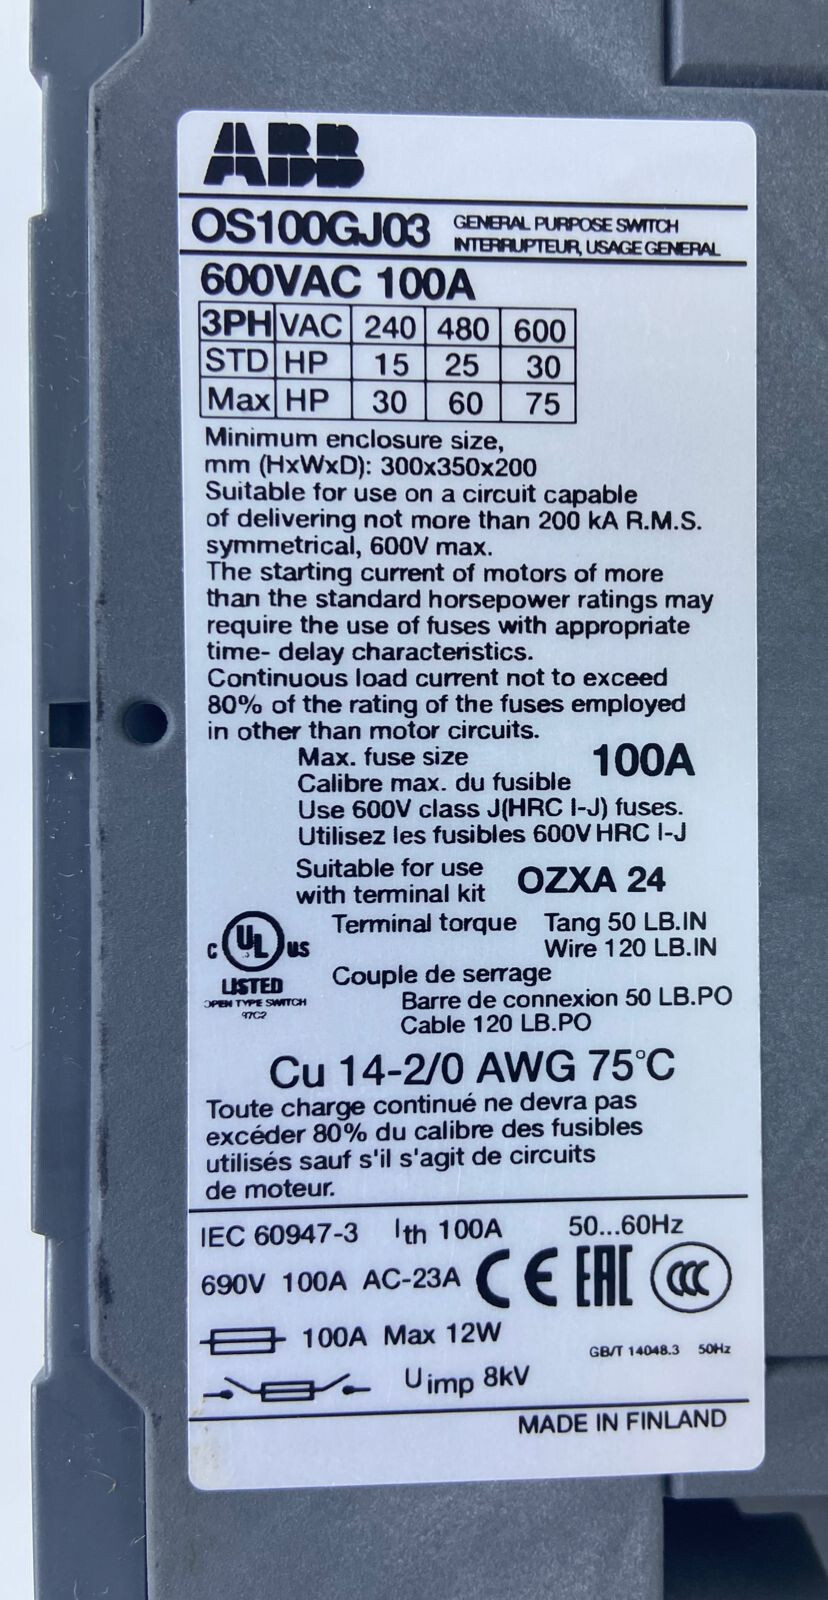 ABB
OS100GJ03
GENERAL PURPOSE SWITCH
INTERRUPTEUR, USAGE GENERAL
600VAC 100A
3PH VAC 240 480 600
STD HP 15 25 30
Max HP 30 60 75
Minimum enclosure size,
mm (HxWxD): 300x350x200
Suitable for use on a circuit capable
of delivering not more than 200 kA R.M.S.
symmetrical, 600V max.
The starting current of motors of more
than the standard horsepower ratings may
require the use of fuses with appropriate
time- delay characteristics.
Continuous load current not to exceed
80% of the rating of the fuses employed
in other than motor circuits.
Max. fuse size 100A
Calibre max. du fusible
Use 600V class J(HRC I-J) fuses.
Utilisez les fusibles 600V HRC I-J
Suitable for use
with terminal kit OZXA 24
Terminal torque Tang 50 LB.IN
Wire 120 LB.IN
C UL US
LISTED
OPEN TYPE SWITCH
97C2
Couple de serrage
Barre de connexion 50 LB.PO
Cable 120 LB.PO
Cu 14-2/0 AWG 75°C
Toute charge continué ne devra pas
excéder 80% du calibre des fusibles
utilisés sauf s'il s'agit de circuits
de moteur.
IEC 60947-3 Ith 100A 50...60Hz
690V 100A AC-23A CE EAC CCC
100A Max 12W
GB/T 14048.3 50Hz
Uimp 8kV
MADE IN FINLAND